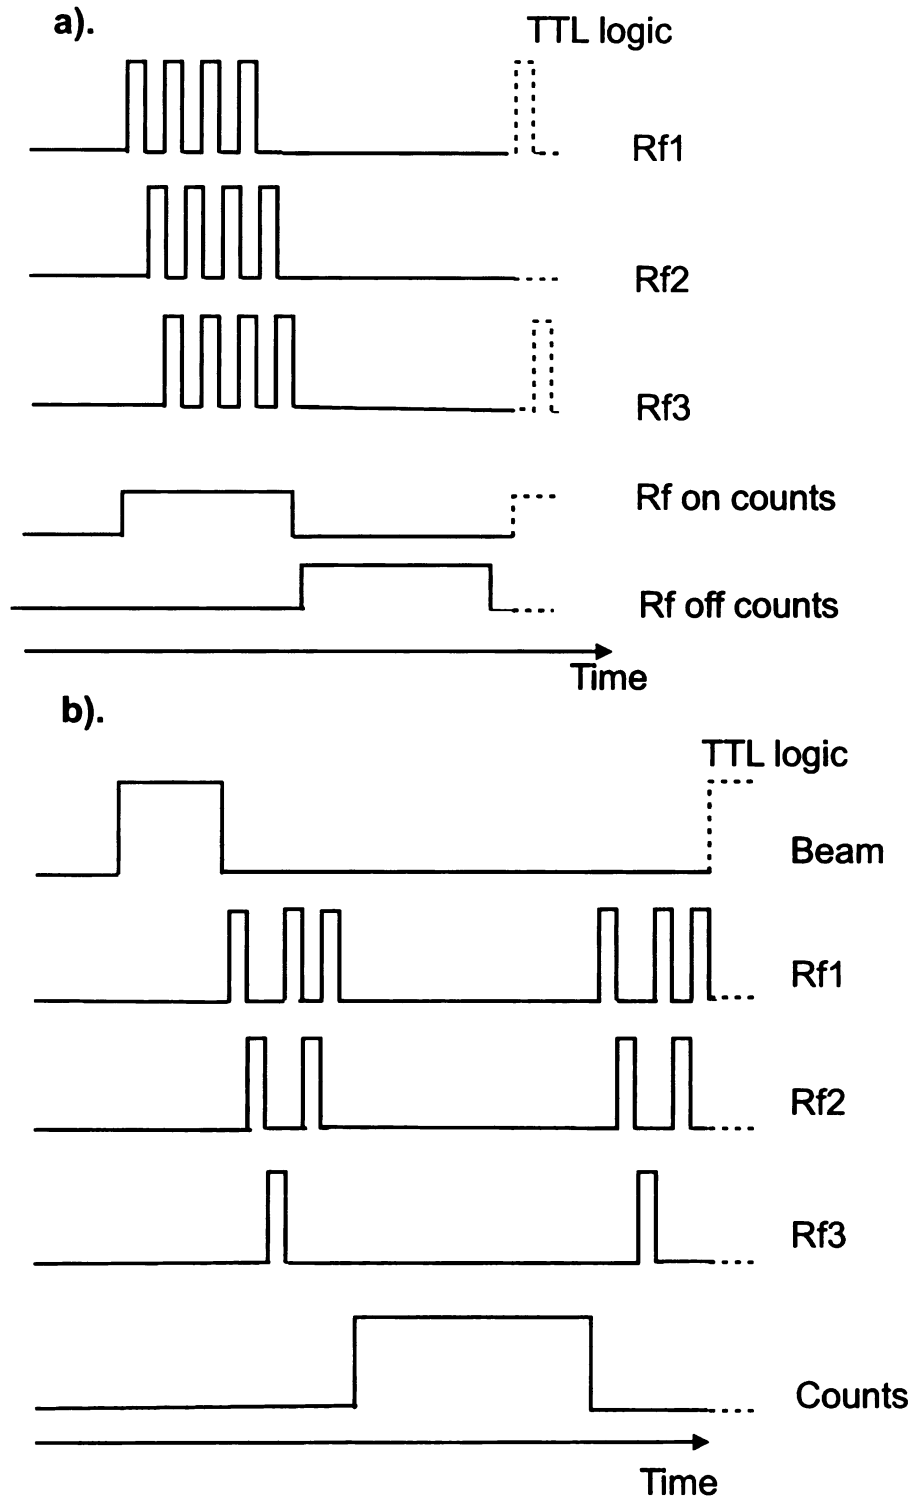 a).
TTL logic
Rf1
Rf2
Rf3
Rf on counts
Rf off counts
Time
b).
TTL logic
Beam
Rf1
Rf2
Rf3
Counts
Time